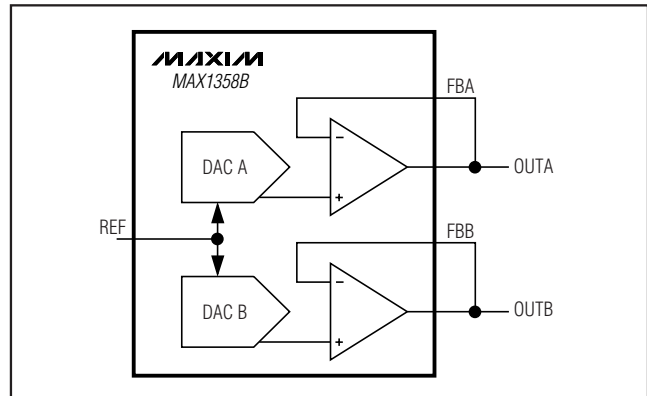 MAXIM
MAX1358B
FBA
DAC A
−
+
OUTA
REF
FBB
DAC B
−
+
OUTB